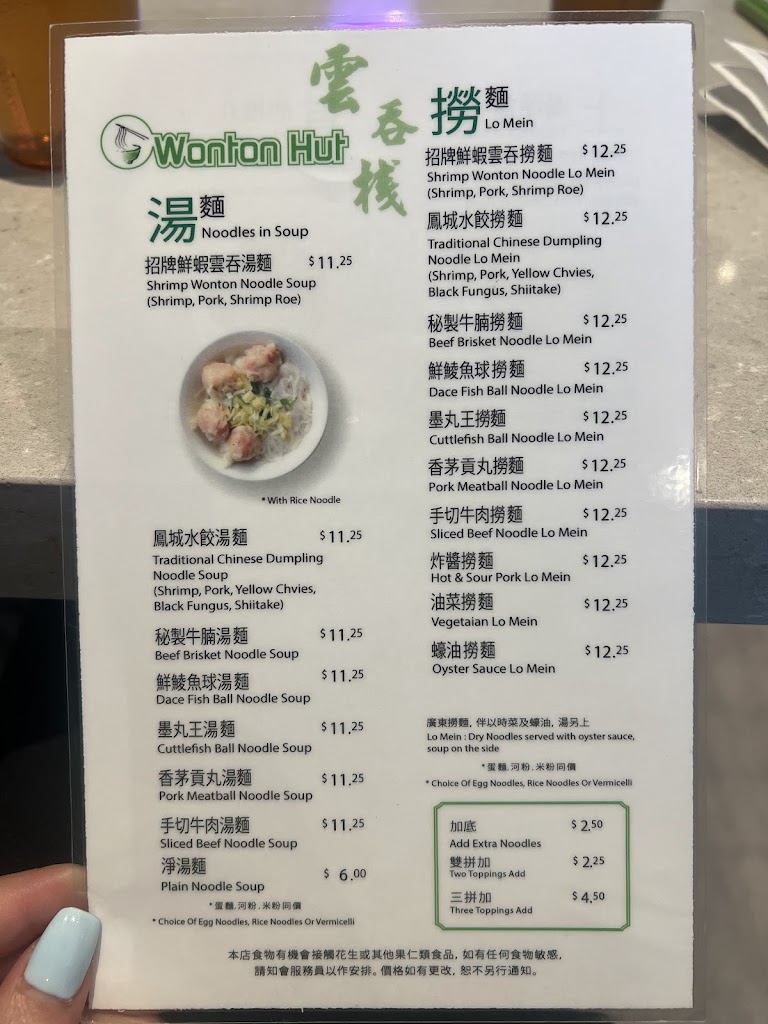 雲吞栈
Wonton Hut
湯麵
Noodles in Soup
招牌鮮蝦雲吞湯麵 $11.25
Shrimp Wonton Noodle Soup
(Shrimp, Pork, Shrimp Roe)
* With Rice Noodle
鳳城水餃湯麵 $11.25
Traditional Chinese Dumpling
Noodle Soup
(Shrimp, Pork, Yellow Chvies,
Black Fungus, Shiitake)
秘製牛腩湯麵 $11.25
Beef Brisket Noodle Soup
鮮鯪魚球湯麵 $11.25
Dace Fish Ball Noodle Soup
墨丸王湯麵 $11.25
Cuttlefish Ball Noodle Soup
香茅貢丸湯麵 $11.25
Pork Meatball Noodle Soup
手切牛肉湯麵 $11.25
Sliced Beef Noodle Soup
淨湯麵 $6.00
Plain Noodle Soup
*蛋麵.河粉.米粉同價
* Choice Of Egg Noodles, Rice Noodles Or Vermicelli
撈麵
Lo Mein
招牌鮮蝦雲吞撈麵 $12.25
Shrimp Wonton Noodle Lo Mein
(Shrimp, Pork, Shrimp Roe)
鳳城水餃撈麵 $12.25
Traditional Chinese Dumpling
Noodle Lo Mein
(Shrimp, Pork, Yellow Chvies,
Black Fungus, Shiitake)
秘製牛腩撈麵 $12.25
Beef Brisket Noodle Lo Mein
鮮鯪魚球撈麵 $12.25
Dace Fish Ball Noodle Lo Mein
墨丸王撈麵 $12.25
Cuttlefish Ball Noodle Lo Mein
香茅貢丸撈麵 $12.25
Pork Meatball Noodle Lo Mein
手切牛肉撈麵 $12.25
Sliced Beef Noodle Lo Mein
炸醬撈麵 $12.25
Hot & Sour Pork Lo Mein
油菜撈麵 $12.25
Vegetaian Lo Mein
蠔油撈麵 $12.25
Oyster Sauce Lo Mein
廣東撈麵, 伴以時菜及蠔油, 湯另上
Lo Mein : Dry Noodles served with oyster sauce,
soup on the side
*蛋麵.河粉.米粉同價
* Choice Of Egg Noodles, Rice Noodles Or Vermicelli
加底 $2.50
Add Extra Noodles
雙拼加 $2.25
Two Toppings Add
三拼加 $4.50
Three Toppings Add
本店食物有機會接觸花生或其他果仁類食品, 如有任何食物敏感,
請知會服務員以作安排。價格如有更改, 恕不另行通知。